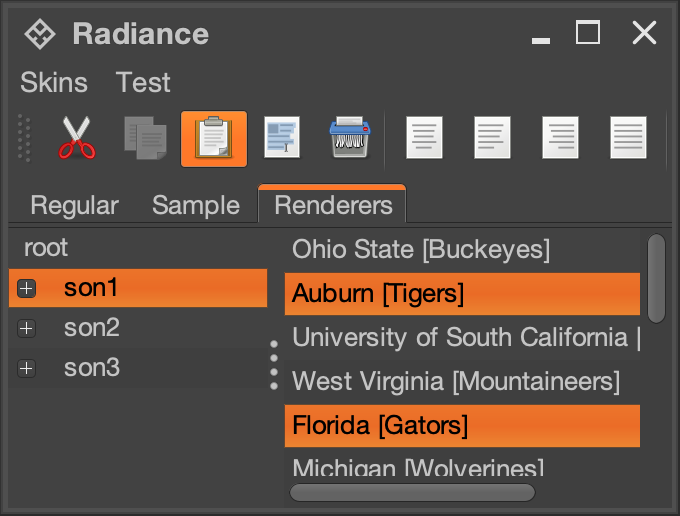 Radiance
Skins Test
Regular Sample Renderers
root
son1
son2
son3
Ohio State [Buckeyes]
Auburn [Tigers]
University of South California [
West Virginia [Mountaineers]
Florida [Gators]
Michigan [Wolverines]